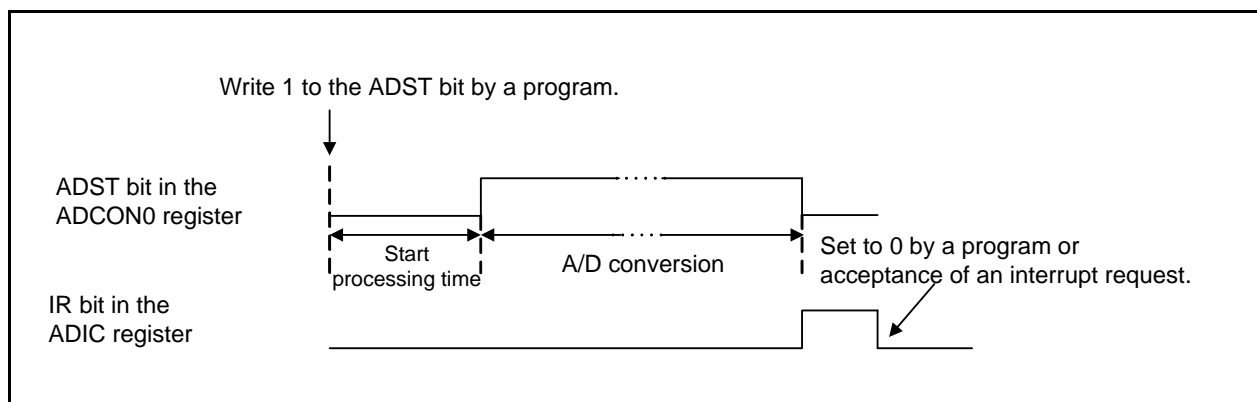 Write 1 to the ADST bit by a program.
ADST bit in the
ADCON0 register
Start
processing time
A/D conversion
Set to 0 by a program or
acceptance of an interrupt request.
IR bit in the
ADIC register